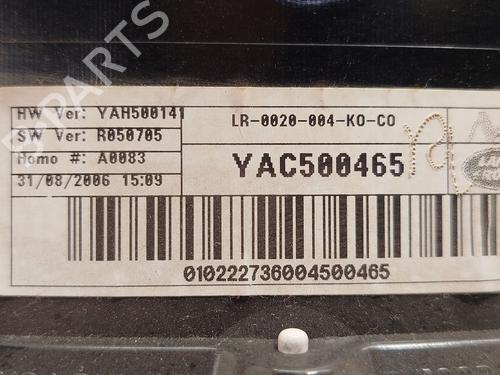 B-PARTS
HW Ver: YAH500141
SW Ver: R050705
Homo #: A0083
31/08/2006 15:09
LR-0020-004-KO-CO
YAC500465
010222736004500465